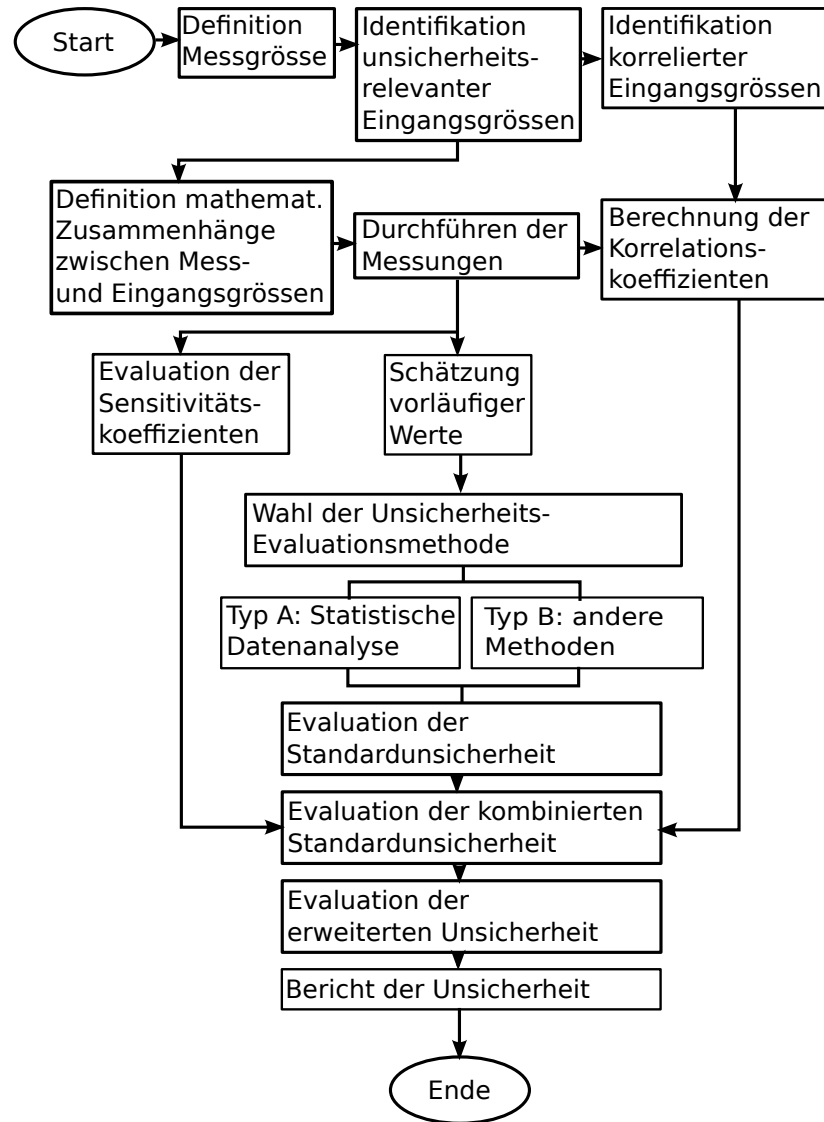 Start
Definition
Messgrösse
Identifikation
unsicherheits-
relevanter
Eingangsgrössen
Identifikation
korrelierter
Eingangsgrössen
Definition mathemat.
Zusammenhänge
zwischen Mess-
und Eingangsgrössen
Durchführen der
Messungen
Berechnung der
Korrelations-
koeffizienten
Evaluation der
Sensitivitäts-
koeffizienten
Schätzung
vorläufiger
Werte
Wahl der Unsicherheits-
Evaluationsmethode
Typ A: Statistische
Datenanalyse
Typ B: andere
Methoden
Evaluation der
Standardunsicherheit
Evaluation der kombinierten
Standardunsicherheit
Evaluation der
erweiterten Unsicherheit
Bericht der Unsicherheit
Ende